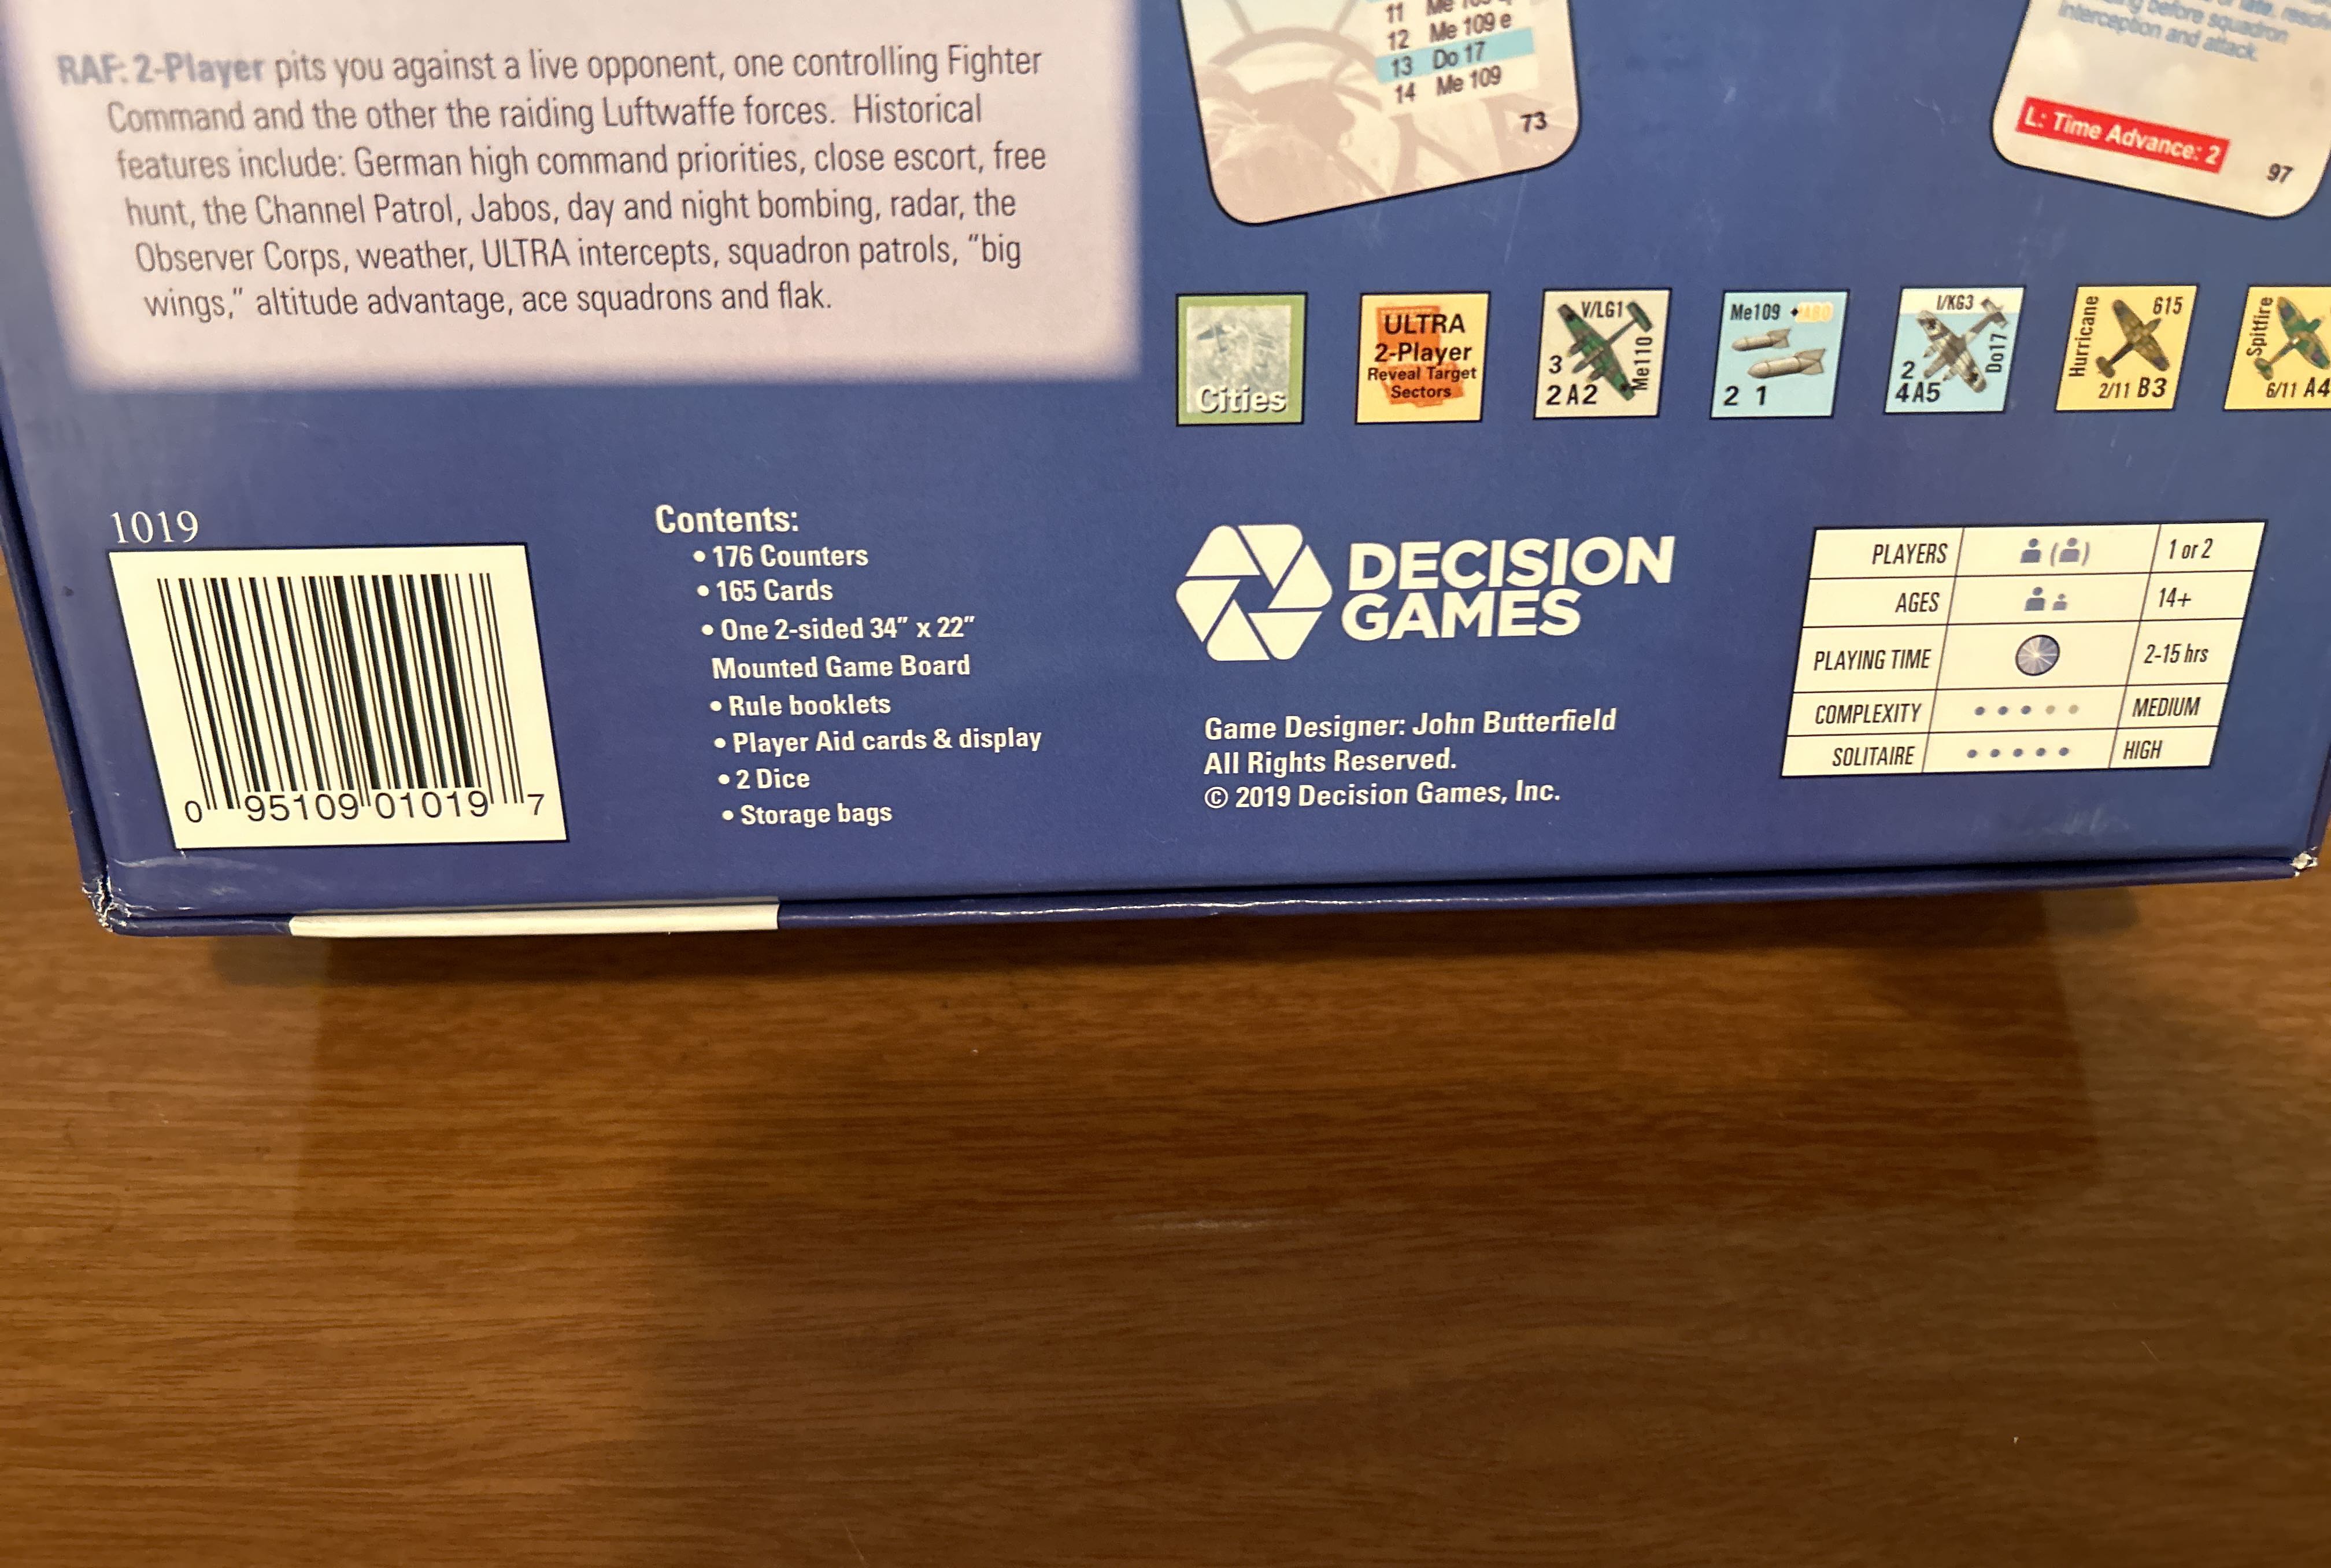 RAF: 2-Player pits you against a live opponent, one controlling Fighter
Command and the other the raiding Luftwaffe forces. Historical
features include: German high command priorities, close escort, free
hunt, the Channel Patrol, Jabos, day and night bombing, radar, the
Observer Corps, weather, ULTRA intercepts, squadron patrols, "big
wings," altitude advantage, ace squadrons and flak.
11 Me
12 Me 109 e
13 Do 17
14 Me 109
73
before squadron
interception and attack.
L: Time Advance: 2
97
Cities
ULTRA
2-Player
Reveal Target
Sectors
V/LG1
Me110
3
2A2
Me109
2 1
I/KG3
Do17
2
4A5
Hurricane
615
2/11 B3
Spitfire
6/11 A4
1019
0 95109 01019 7
Contents:
• 176 Counters
• 165 Cards
• One 2-sided 34" x 22"
Mounted Game Board
• Rule booklets
• Player Aid cards & display
• 2 Dice
• Storage bags
DECISION
GAMES
Game Designer: John Butterfield
All Rights Reserved.
© 2019 Decision Games, Inc.
PLAYERS 1 or 2
AGES 14+
PLAYING TIME 2-15 hrs
COMPLEXITY MEDIUM
SOLITAIRE HIGH